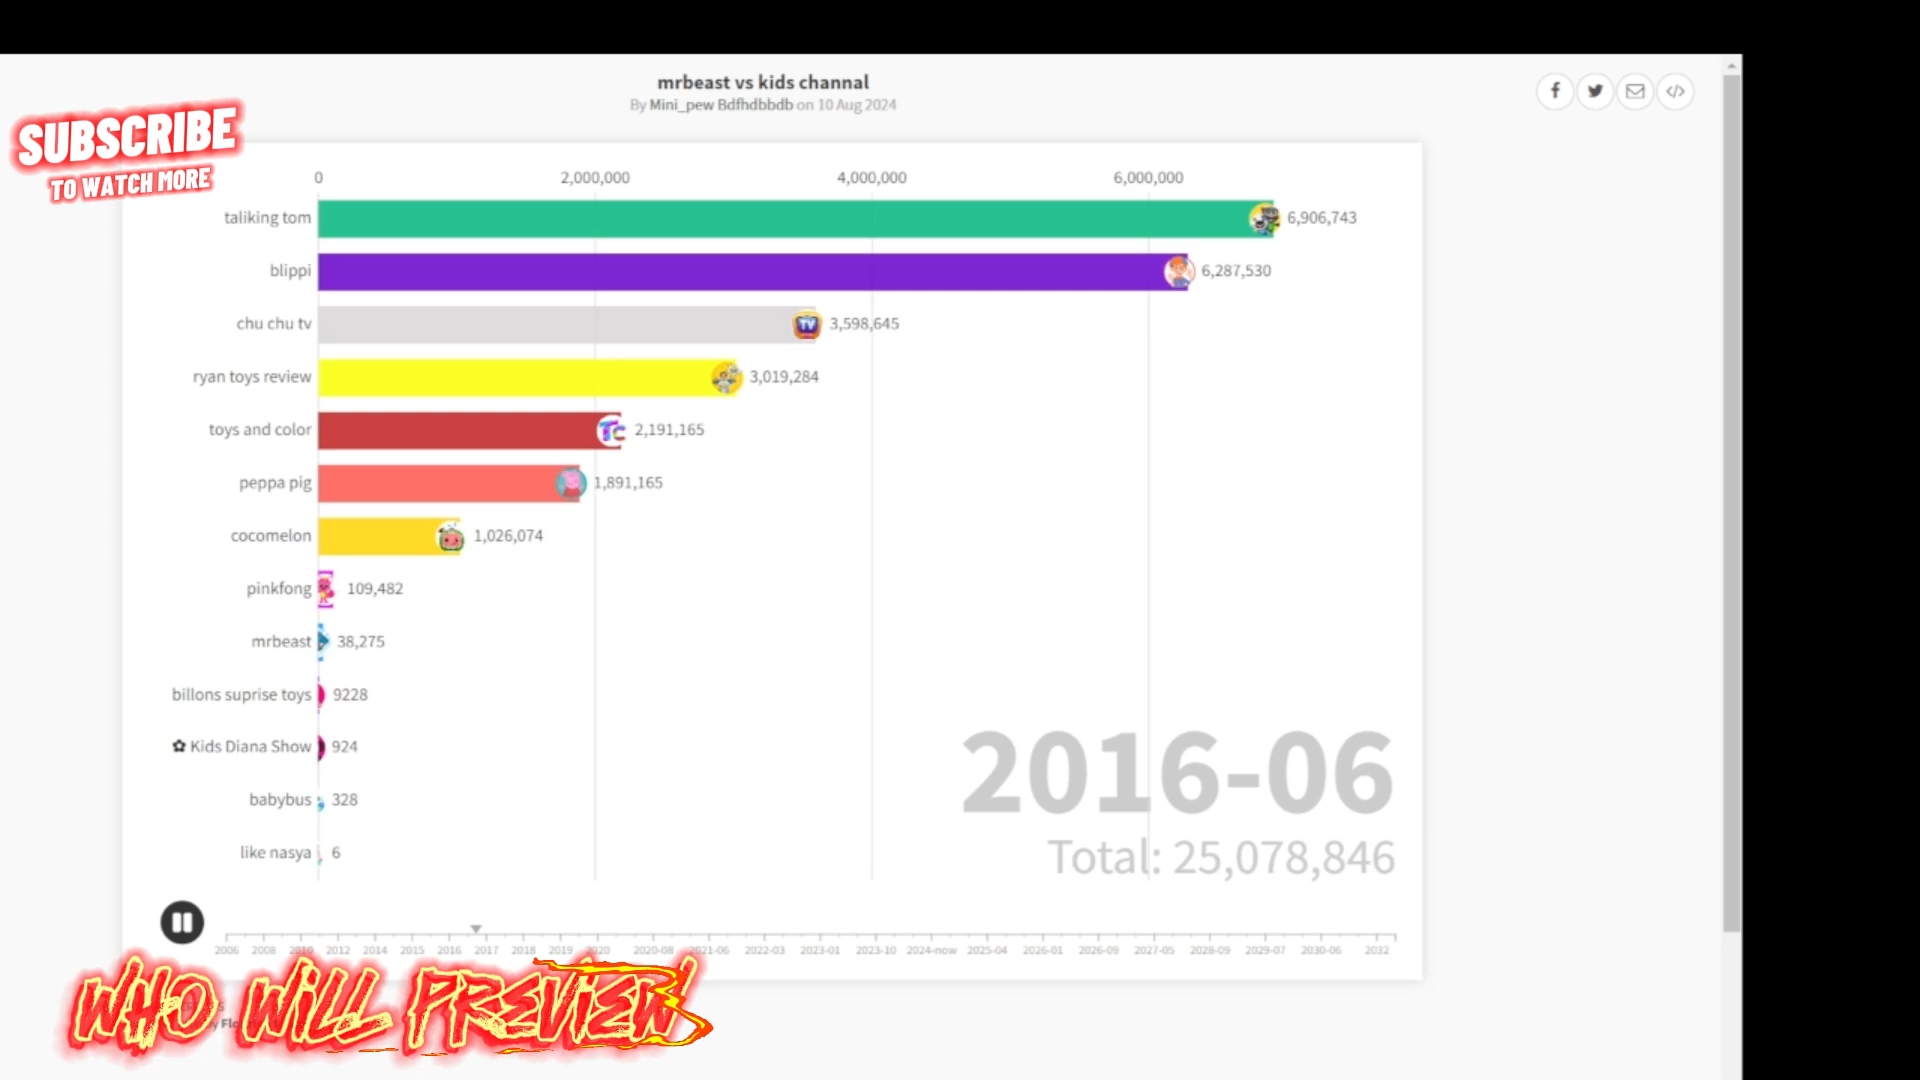 mrbeast vs kids channal
By Mini_pew Bdfhdbbdb on 10 Aug 2024
SUBSCRIBE
TO WATCH MORE
0 2,000,000 4,000,000 6,000,000
taliking tom 6,906,743
blippi 6,287,530
chu chu tv TV 3,598,645
ryan toys review 3,019,284
toys and color Tc 2,191,165
peppa pig 1,891,165
cocomelon 1,026,074
pinkfong 109,482
mrbeast 38,275
billons suprise toys 9228
✿ Kids Diana Show 924
babybus 328
like nasya 6
2016-06
Total: 25,078,846
2006 2008 2010 2012 2014 2015 2016 2017 2018 2019 2020 2020-08 2021-06 2022-03 2023-01 2023-10 2024-now 2025-04 2026-01 2026-09 2027-05 2028-09 2029-07 2030-06 2032
WHO WILL PREVIEW